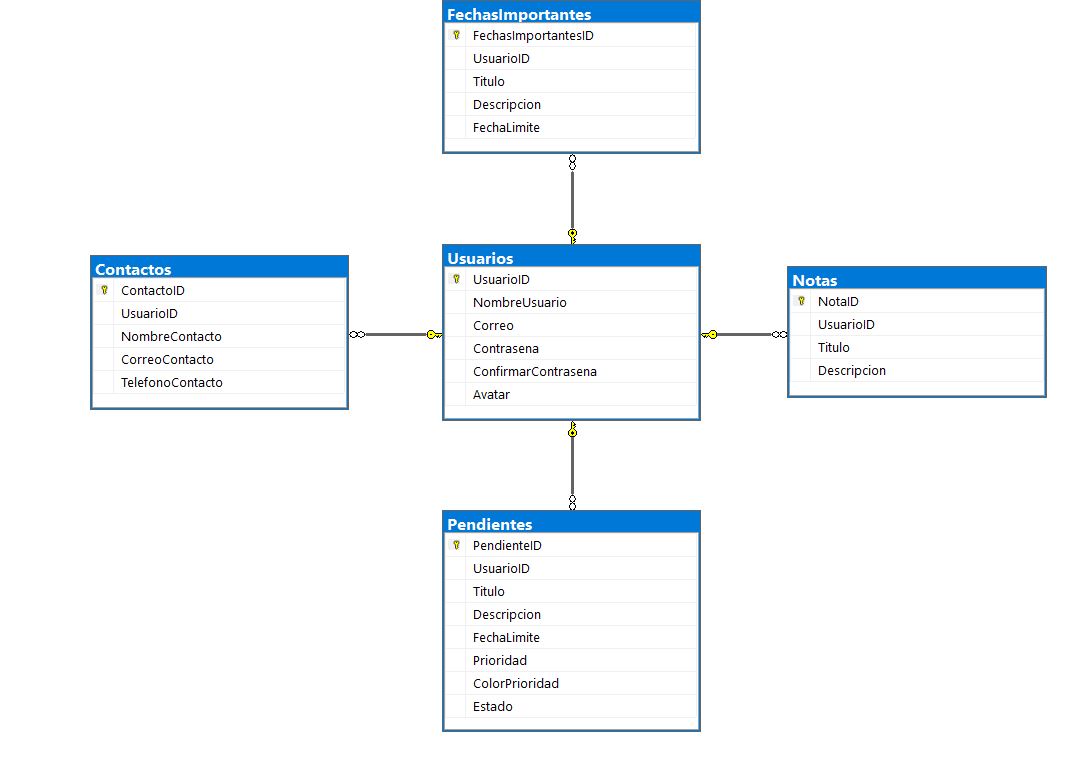 FechasImportantes
FechasImportantesID
UsuarioID
Titulo
Descripcion
FechaLimite
Contactos
ContactoID
UsuarioID
NombreContacto
CorreoContacto
TelefonoContacto
Usuarios
UsuarioID
NombreUsuario
Correo
Contrasena
ConfirmarContrasena
Avatar
Notas
NotaID
UsuarioID
Titulo
Descripcion
Pendientes
PendienteID
UsuarioID
Titulo
Descripcion
FechaLimite
Prioridad
ColorPrioridad
Estado